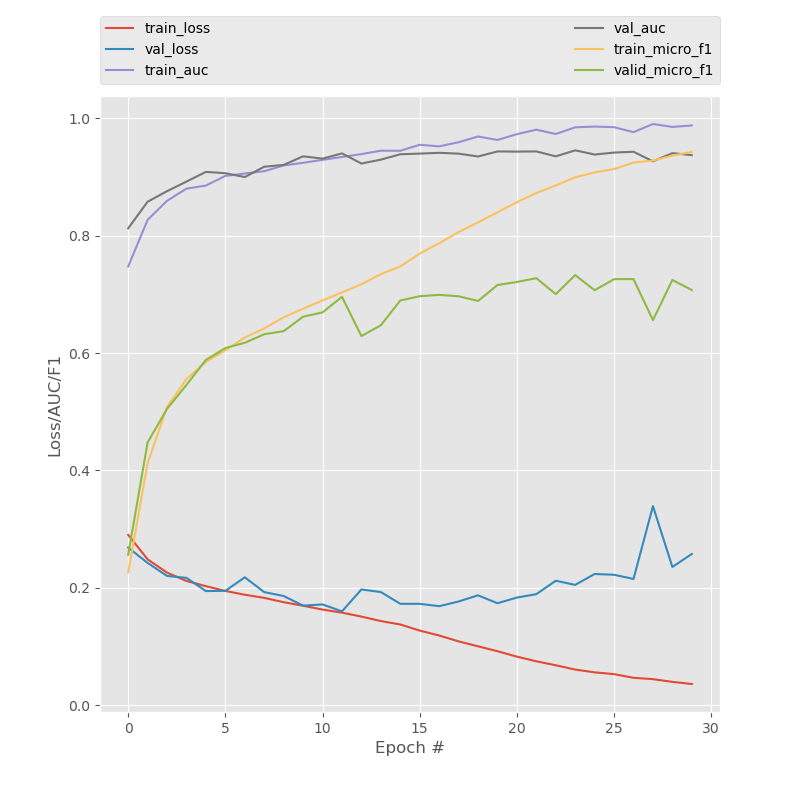 train_loss
val_loss
train_auc
val_auc
train_micro_f1
valid_micro_f1
1.0
0.8
0.6
0.4
0.2
0.0
Loss/AUC/F1
0 5 10 15 20 25 30
Epoch #